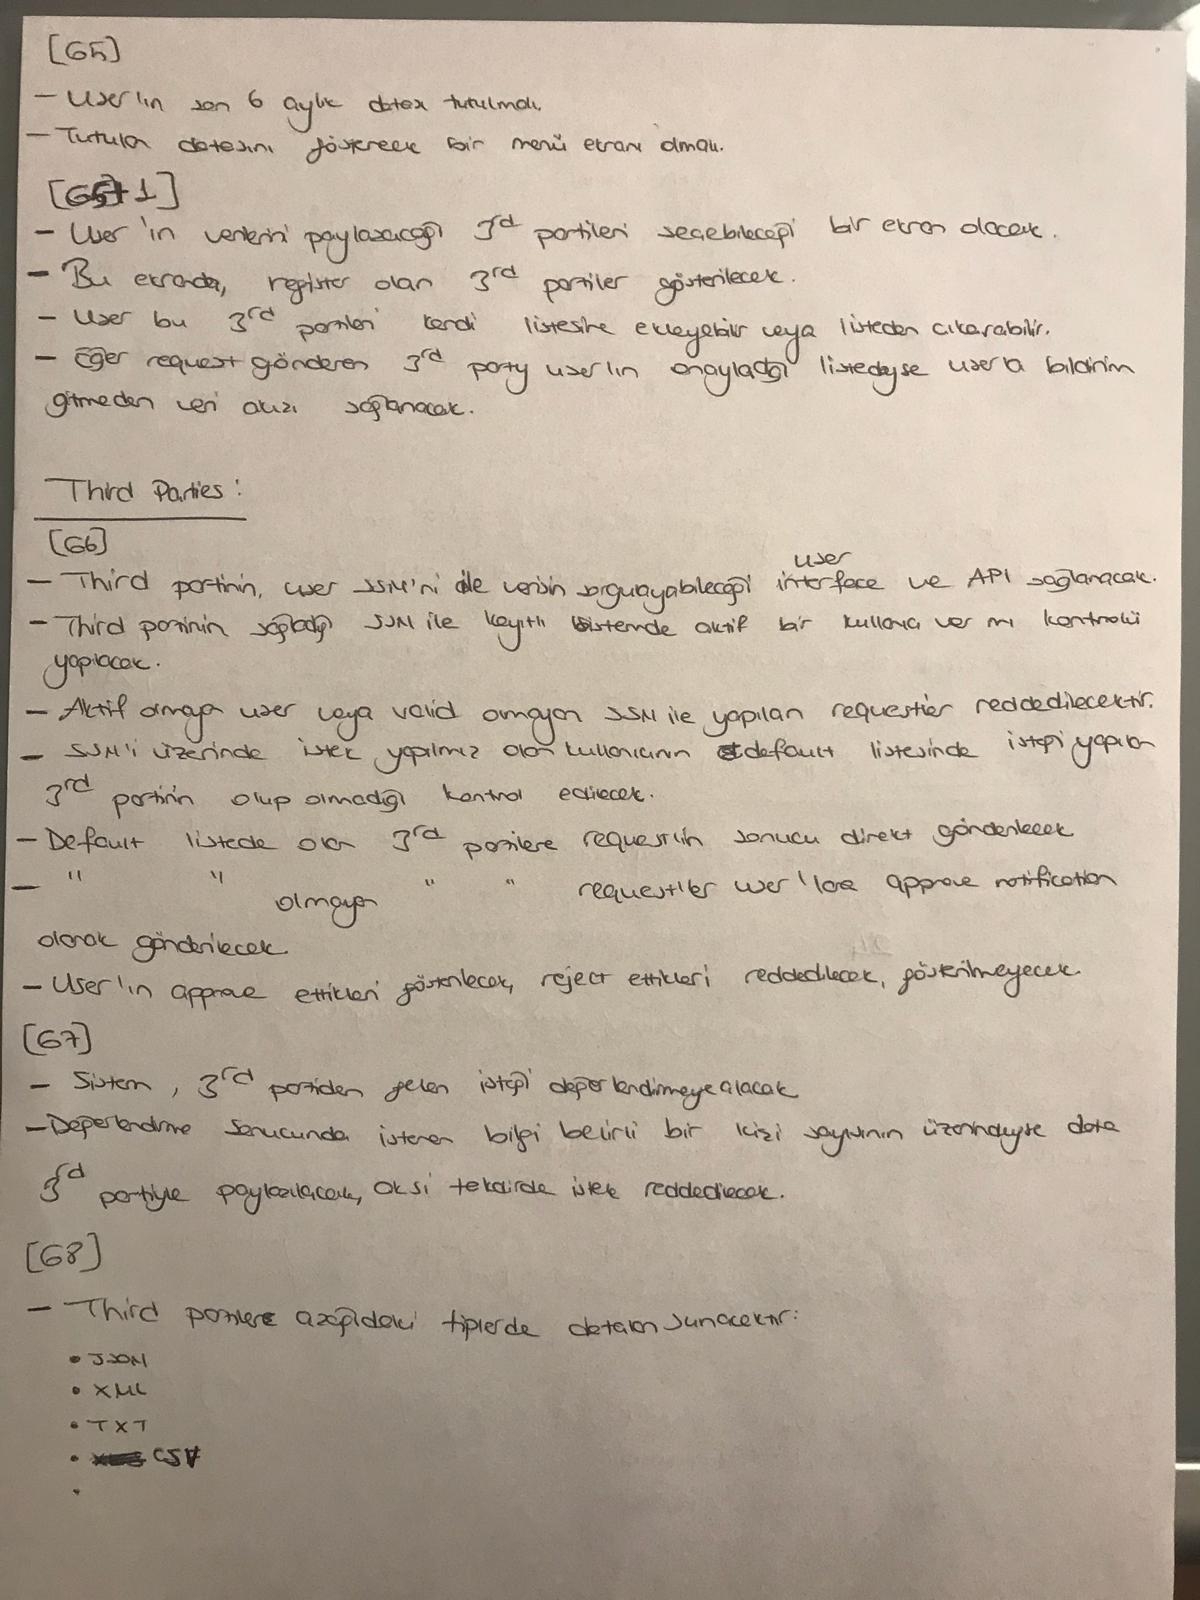 [G5]
- User'ın son 6 aylık datası tutulmalı.
- Tutulan datasını gösterecek bir menü ekranı olmalı.
[G5+1]
- User'ın verilerini paylaşacağı 3rd partileri seçebileceği bir ekran olacak.
- Bu ekranda, register olan 3rd partiler gösterilecek.
- User bu 3rd partileri kendi listesine ekleyebilir veya listeden çıkarabilir.
- Eğer request gönderen 3rd party user'ın onayladığı listedeyse user'a bildirim
gitmeden veri akışı sağlanacak.
Third Parties:
[G6]
user
- Third partinin, user SSN'ni ile verisin sorgulayabileceği interface ve API sağlanacak.
- Third partinin sağladığı SSN ile kayıtlı sistemde aktif bir kullanıcı var mı kontrolü
yapılacak.
- Aktif olmayan user veya valid olmayan SSN ile yapılan requestler reddedilecektir.
- SSN'i üzerinde istek yapılmış olan kullanıcının default listesinde isteği yapılan
3rd partinin olup olmadığı kontrol edilecek.
- Default listede olan 3rd partilere request'in sonucu direkt gönderilecek
- " " olmayan " " request'ler user'lara approve notification
olarak gönderilecek.
- User'ın approve ettikleri gösterilecek, reject ettikleri reddedilecek, gösterilmeyecek.
[G7]
- Sistem, 3rd partiden gelen isteği değerlendirmeye alacak
- Değerlendirme sonucunda istenen bilgi belirli bir kişi sayısının üzerindeyse data
3rd partiyle paylaşılacak, aksi tekdirde istek reddedilecek.
[G8]
- Third partilere aşağıdaki tiplerde dataları sunacaktır:
• JSON
• XML
• TXT
• CSV
•